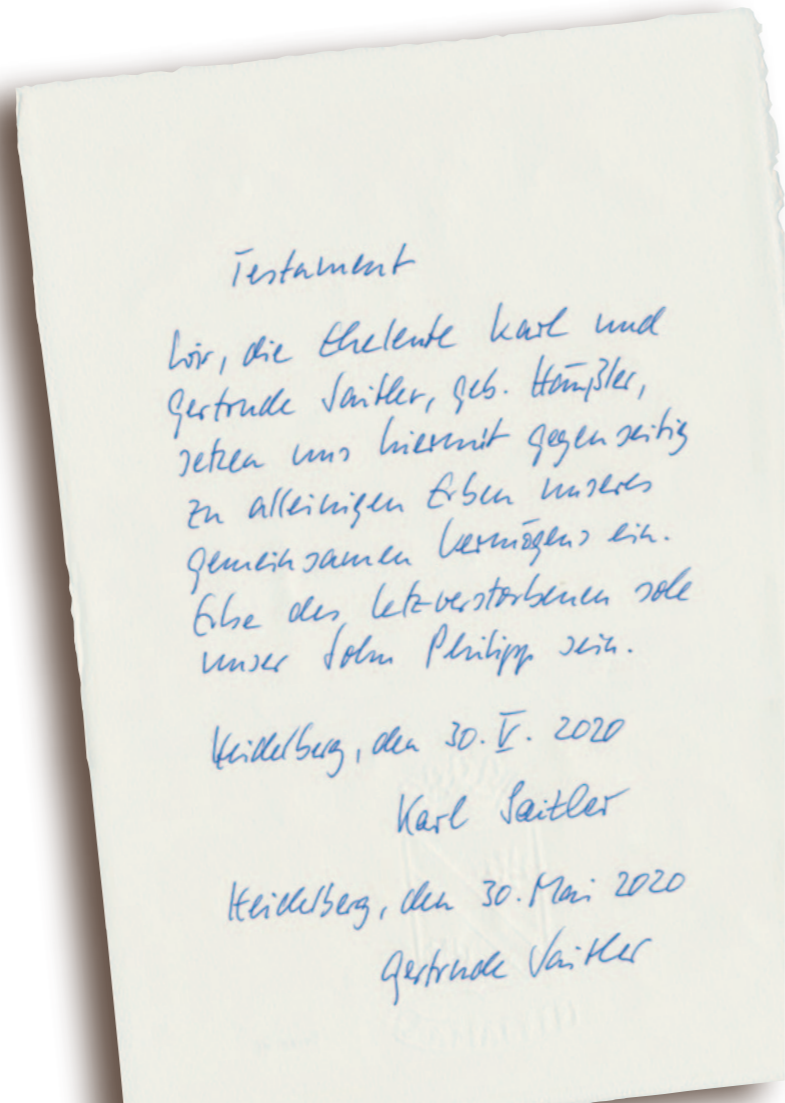 Testament
Wir, die Eheleute Karl und
Gertrude Saitler, geb. Häußler,
setzen uns hiermit gegenseitig
zu alleinigen Erben unseres
gemeinsamen Vermögens ein.
Erbe des Letztverstorbenen soll
unser Sohn Philipp sein.
Heidelberg, den 30. V. 2020
Karl Saitler
Heidelberg, den 30. Mai 2020
Gertrude Saitler